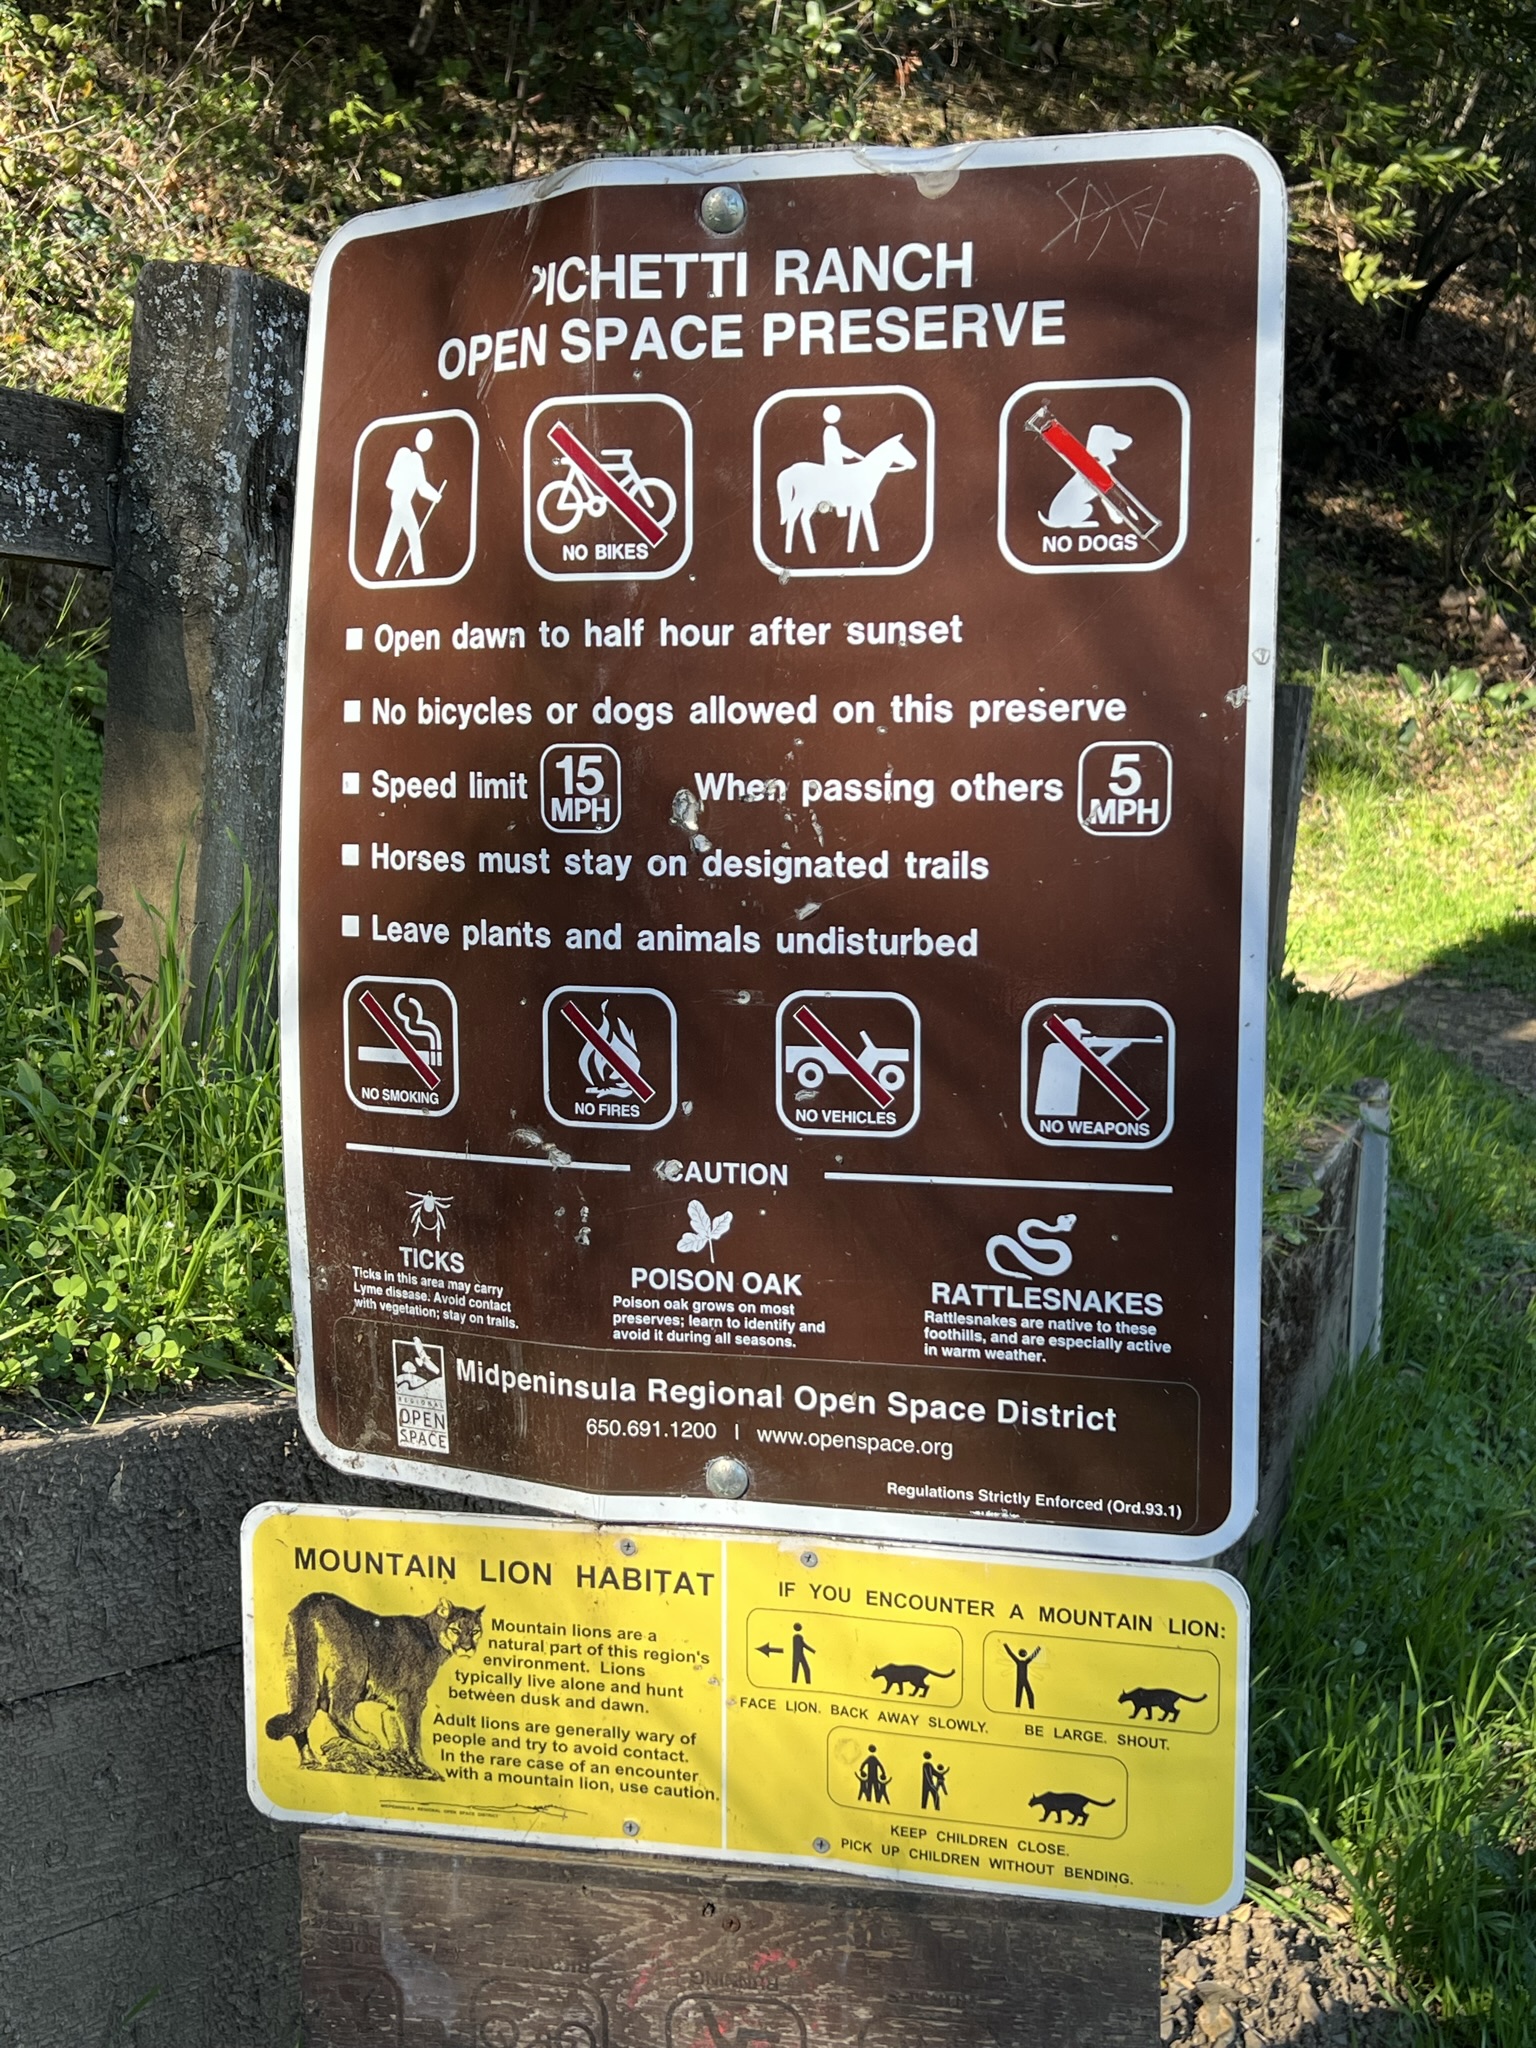 PICHETTI RANCH
OPEN SPACE PRESERVE
NO BIKES
NO DOGS
Open dawn to half hour after sunset
No bicycles or dogs allowed on this preserve
Speed limit 15 MPH When passing others 5 MPH
Horses must stay on designated trails
Leave plants and animals undisturbed
NO SMOKING
NO FIRES
NO VEHICLES
NO WEAPONS
CAUTION
TICKS
Ticks in this area may carry
Lyme disease. Avoid contact
with vegetation; stay on trails.
POISON OAK
Poison oak grows on most
preserves; learn to identify and
avoid it during all seasons.
RATTLESNAKES
Rattlesnakes are native to these
foothills, and are especially active
in warm weather.
REGIONAL
OPEN
SPACE
Midpeninsula Regional Open Space District
650.691.1200 | www.openspace.org
Regulations Strictly Enforced (Ord.93.1)
MOUNTAIN LION HABITAT
Mountain lions are a
natural part of this region's
environment. Lions
typically live alone and hunt
between dusk and dawn.
Adult lions are generally wary of
people and try to avoid contact.
In the rare case of an encounter
with a mountain lion, use caution.
MIDPENINSULA REGIONAL OPEN SPACE DISTRICT
IF YOU ENCOUNTER A MOUNTAIN LION:
FACE LION. BACK AWAY SLOWLY.
BE LARGE. SHOUT.
KEEP CHILDREN CLOSE.
PICK UP CHILDREN WITHOUT BENDING.